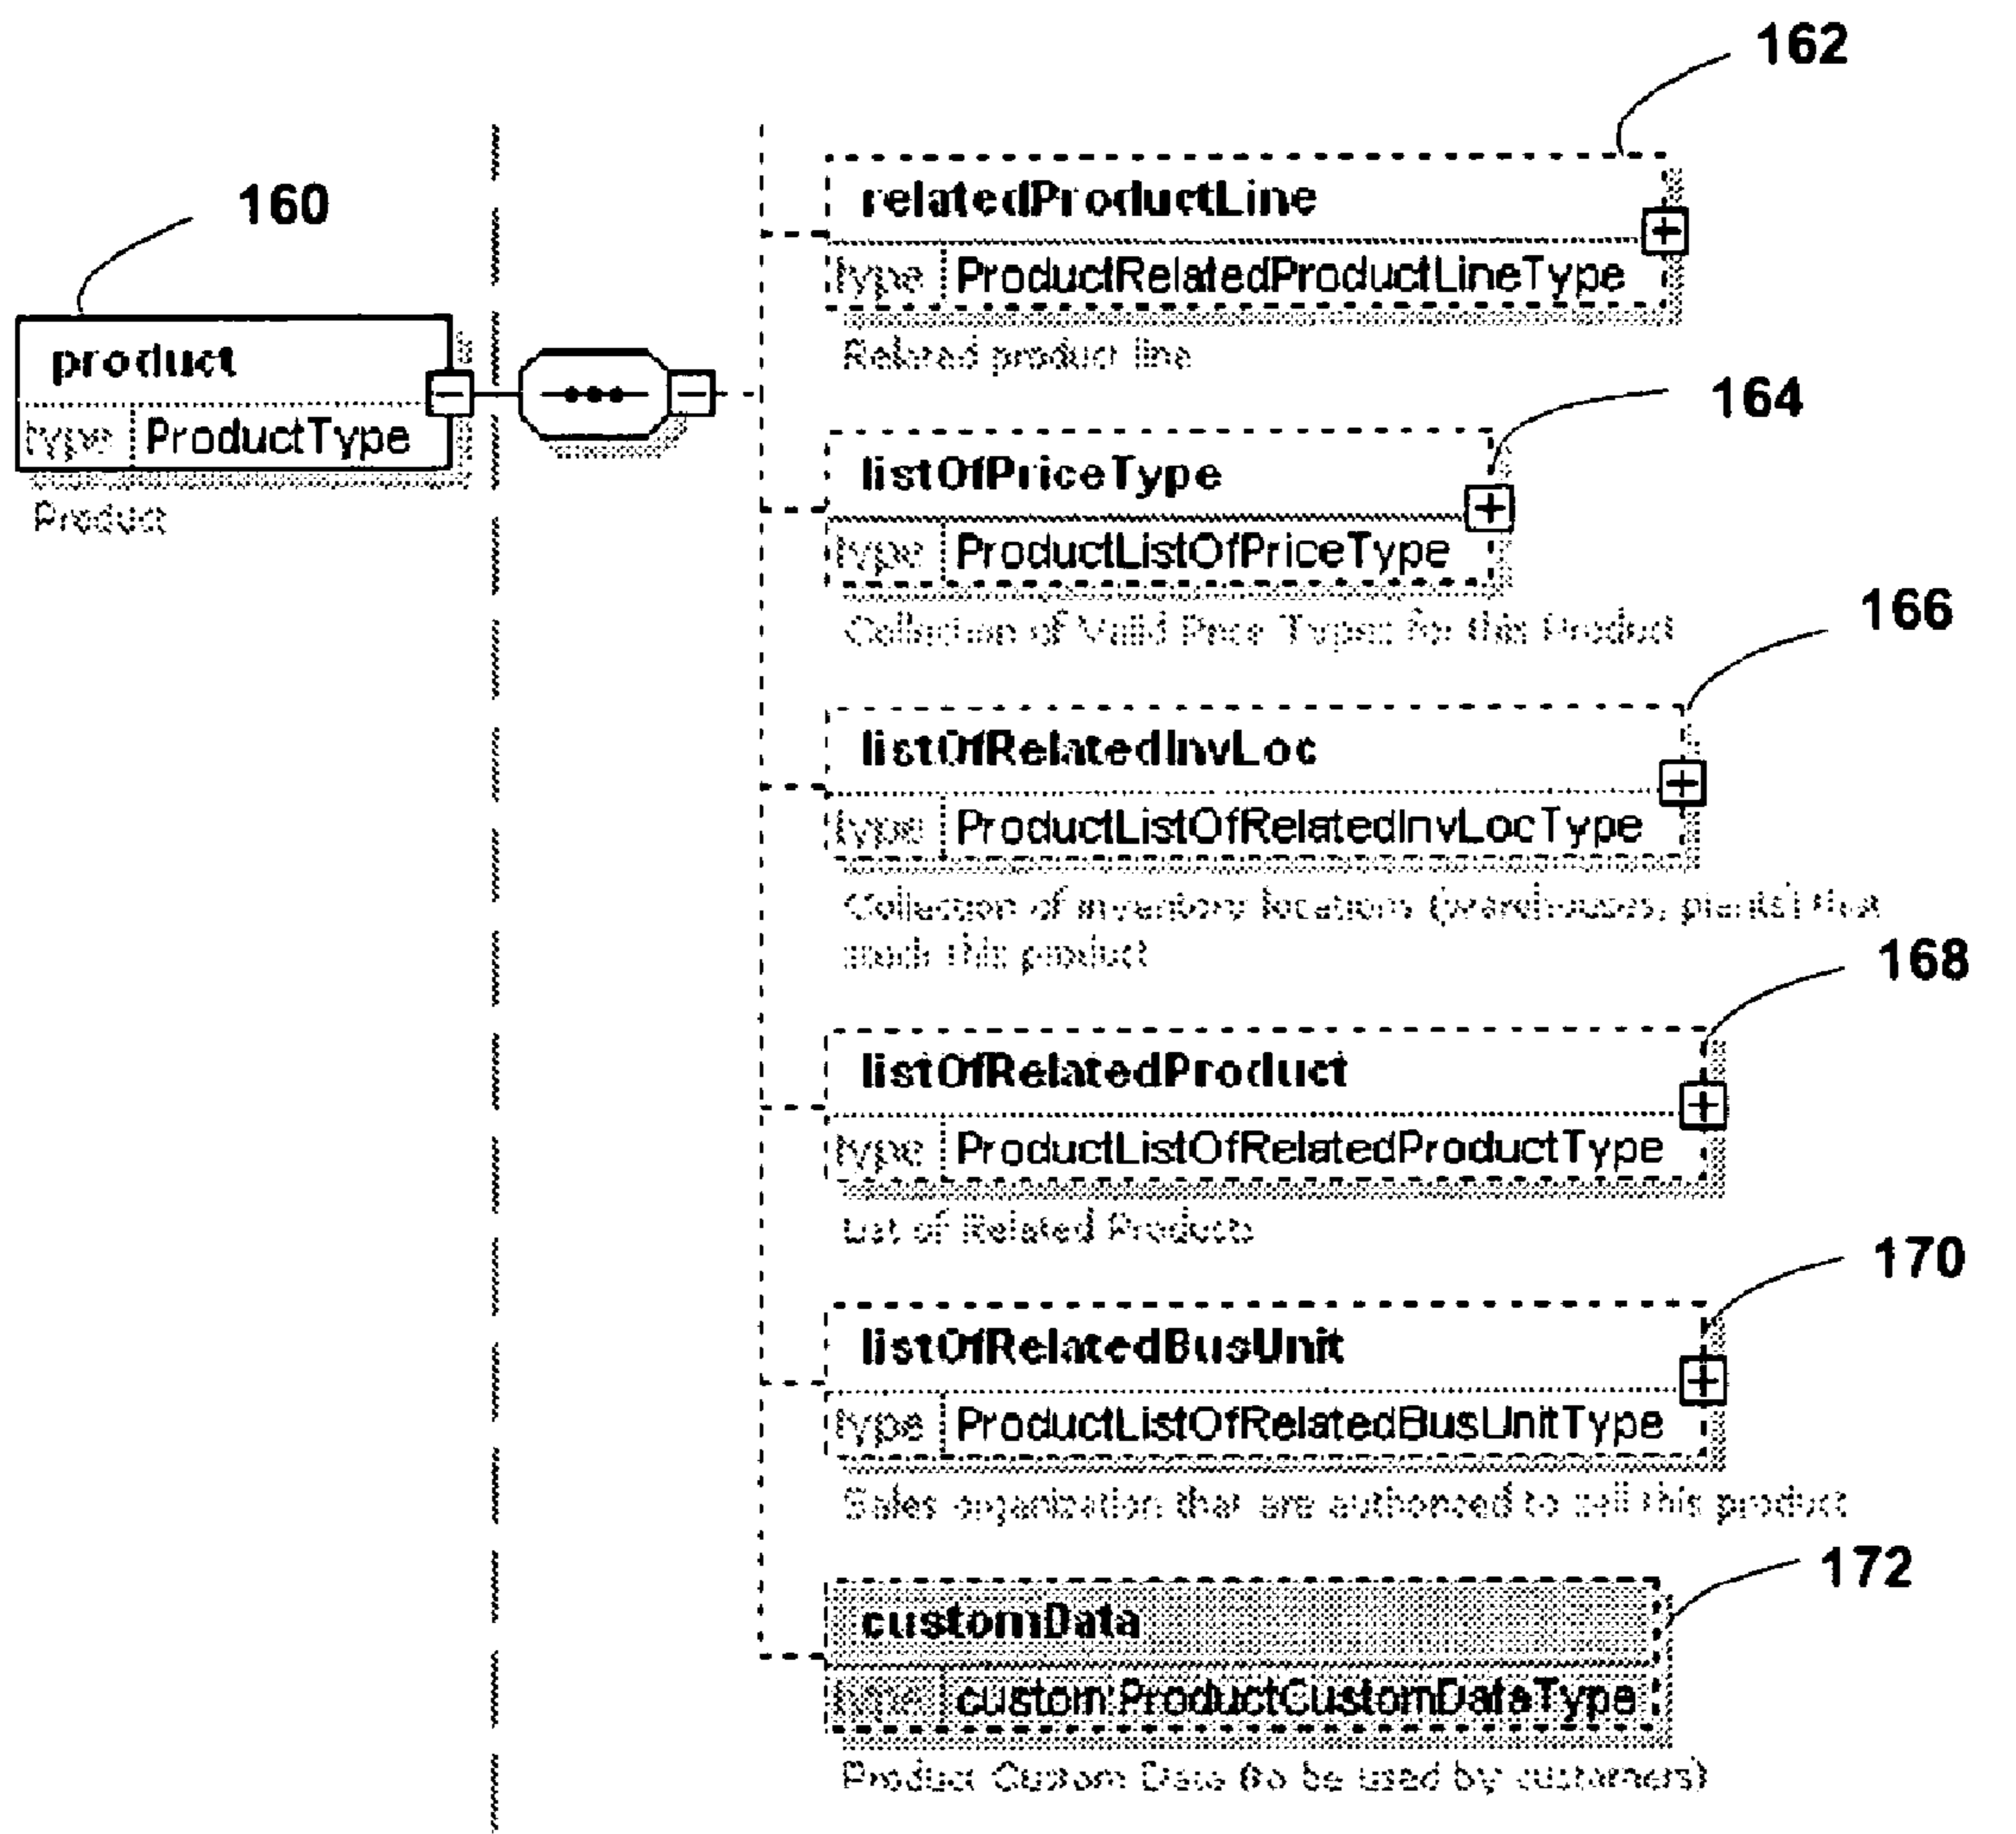 162
relatedProductLine
type ProductRelatedProductLineType
Related product line
160
product
type ProductType
Product
164
listOfPriceType
type ProductListOfPriceType
Collection of Valid Price Types for this Product
166
listOfRelatedInvLoc
type ProductListOfRelatedInvLocType
Collection of inventory locations (warehouses, plants) that
this product
168
listOfRelatedProduct
type ProductListOfRelatedProductType
List of Related Products
170
listOfRelatedBusUnit
type ProductListOfRelatedBusUnitType
Sales organization that are authorized to sell this product
172
customData
type custom:ProductCustomDataType
Product Custom Data (to be used by customers)